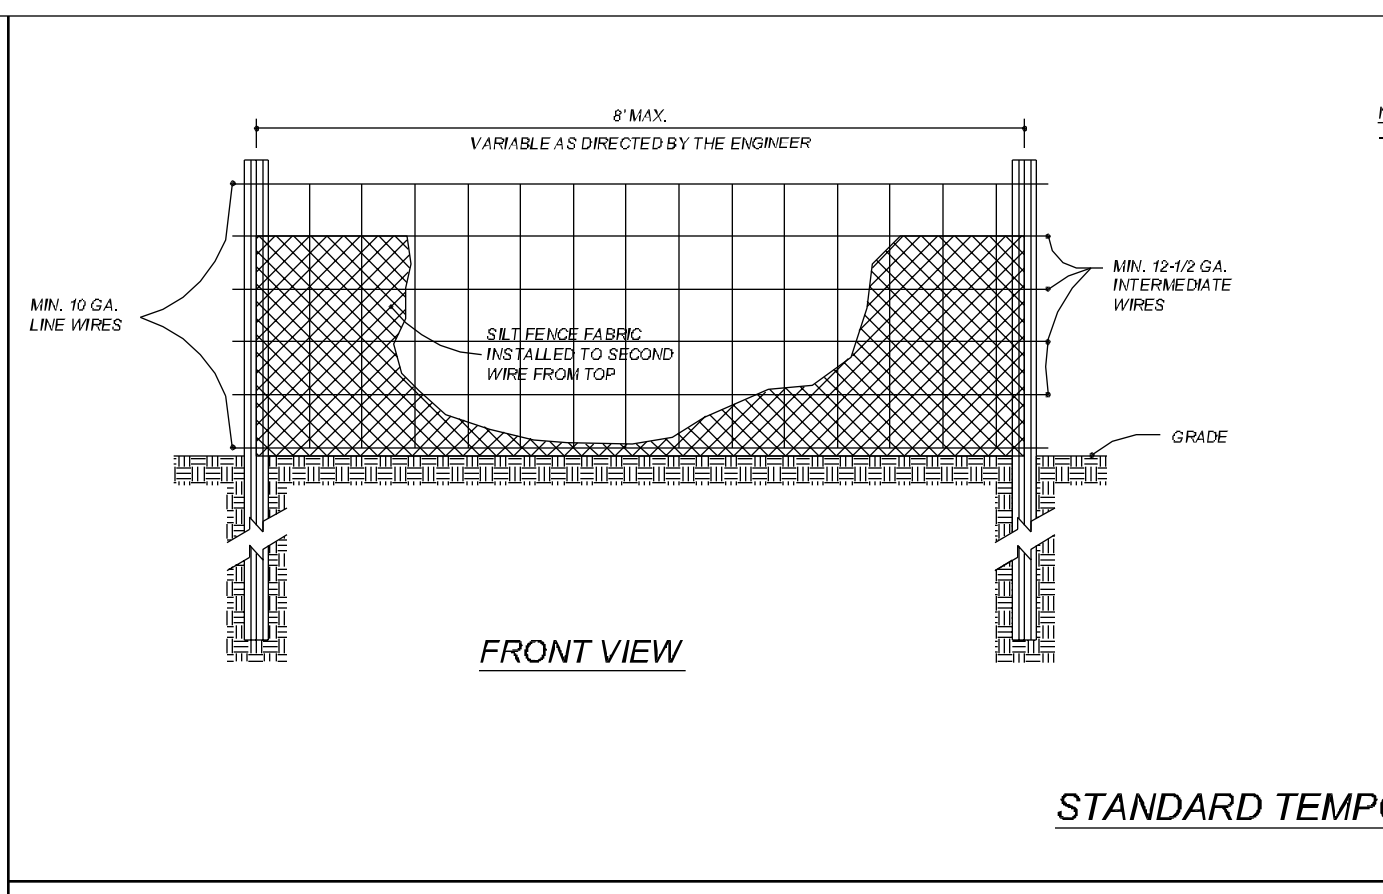 8' MAX.
VARIABLE AS DIRECTED BY THE ENGINEER
MIN. 10 GA.
LINE WIRES
SILT FENCE FABRIC
INSTALLED TO SECOND
WIRE FROM TOP
MIN. 12-1/2 GA.
INTERMEDIATE
WIRES
GRADE
FRONT VIEW
STANDARD